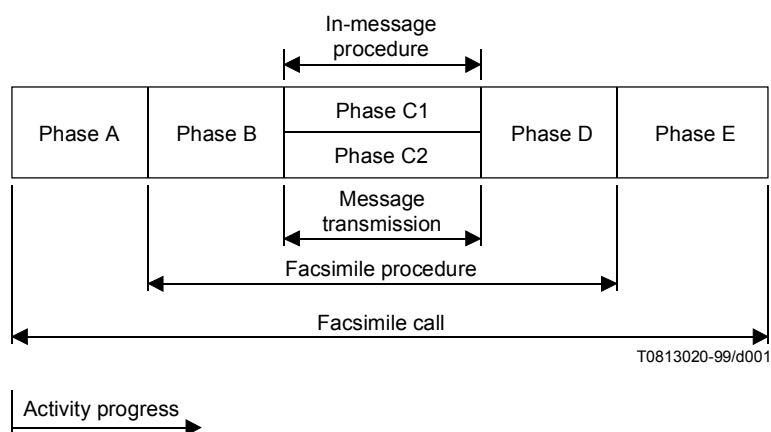 In-message
procedure
Phase A
Phase B
Phase C1
Phase C2
Phase D
Phase E
Message
transmission
Facsimile procedure
Facsimile call
T0813020-99/d001
Activity progress